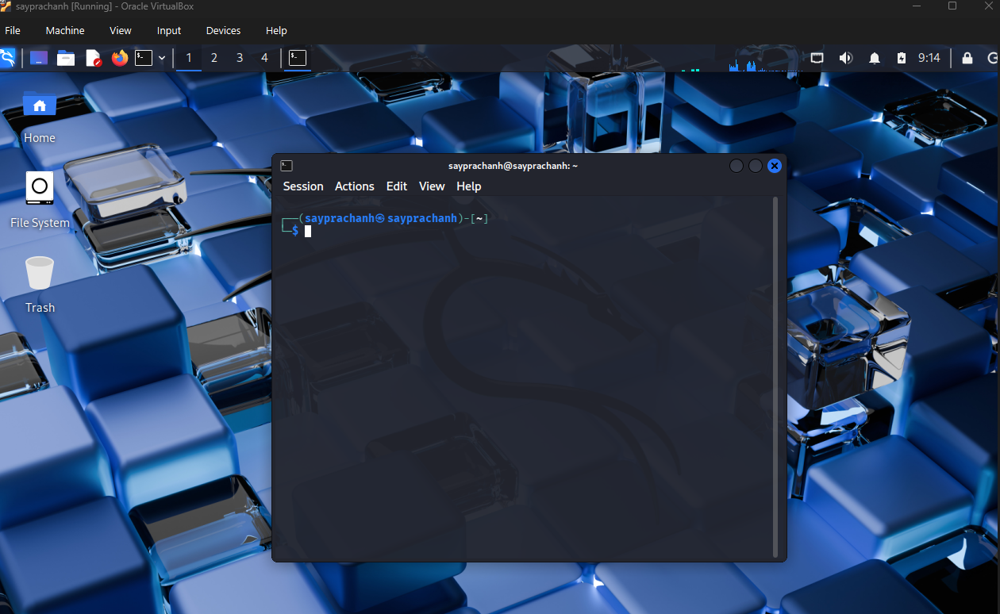 sayprachanh [Running] - Oracle VirtualBox
File Machine View Input Devices Help
1 2 3 4 9:14
Home
File System
Trash
sayprachanh@sayprachanh: ~
Session Actions Edit View Help
┌──(sayprachanh㉿sayprachanh)-[~]
└─$